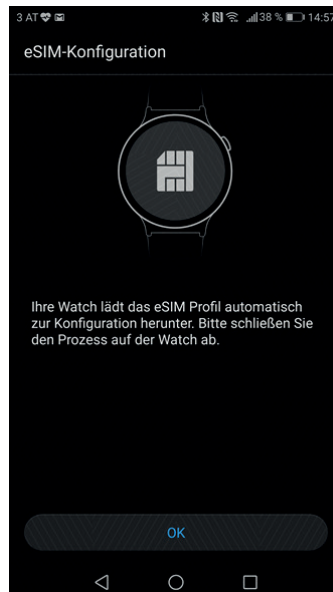 3 AT 38 % 14:57
eSIM-Konfiguration
Ihre Watch lädt das eSIM Profil automatisch
zur Konfiguration herunter. Bitte schließen Sie
den Prozess auf der Watch ab.
OK